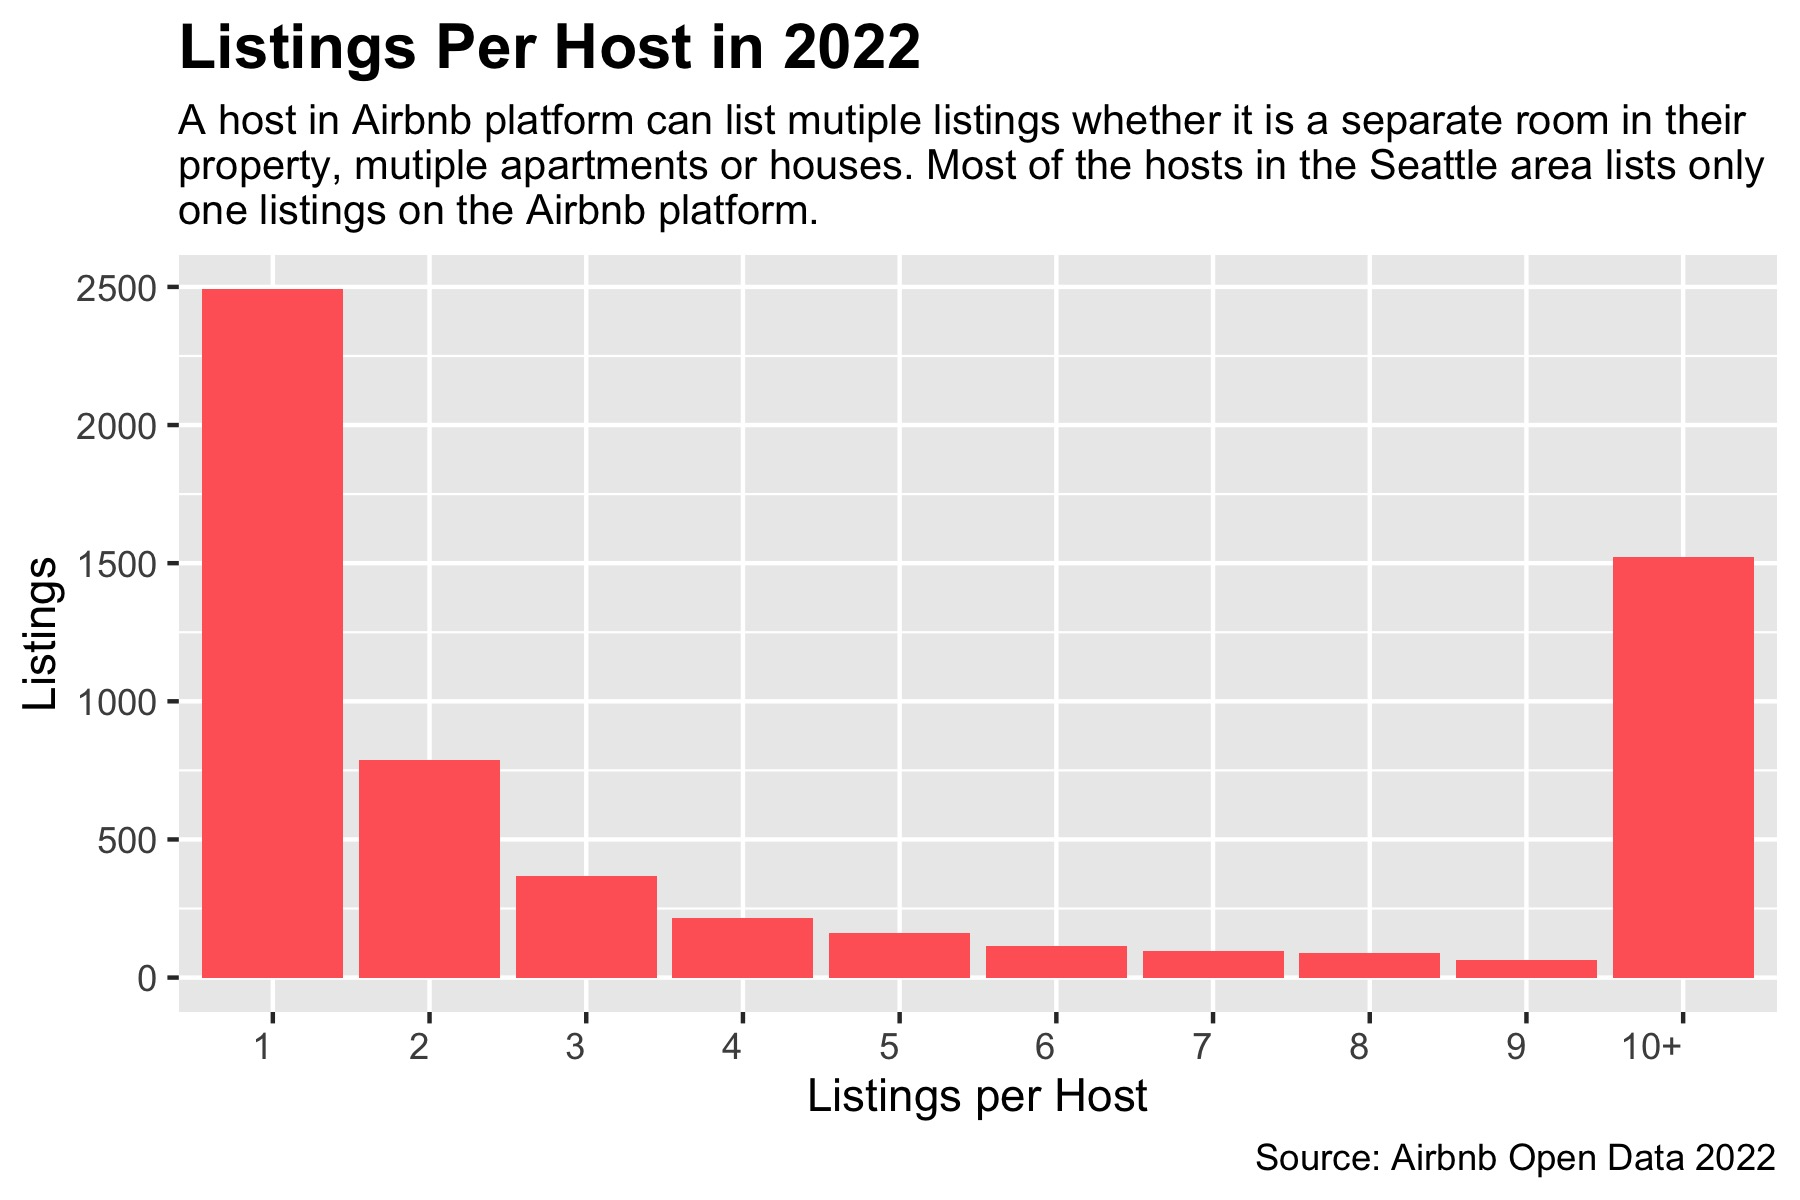 Listings Per Host in 2022
A host in Airbnb platform can list mutiple listings whether it is a separate room in their
property, mutiple apartments or houses. Most of the hosts in the Seattle area lists only
one listings on the Airbnb platform.
2500
2000
1500
1000
500
0
Listings
1 2 3 4 5 6 7 8 9 10+
Listings per Host
Source: Airbnb Open Data 2022